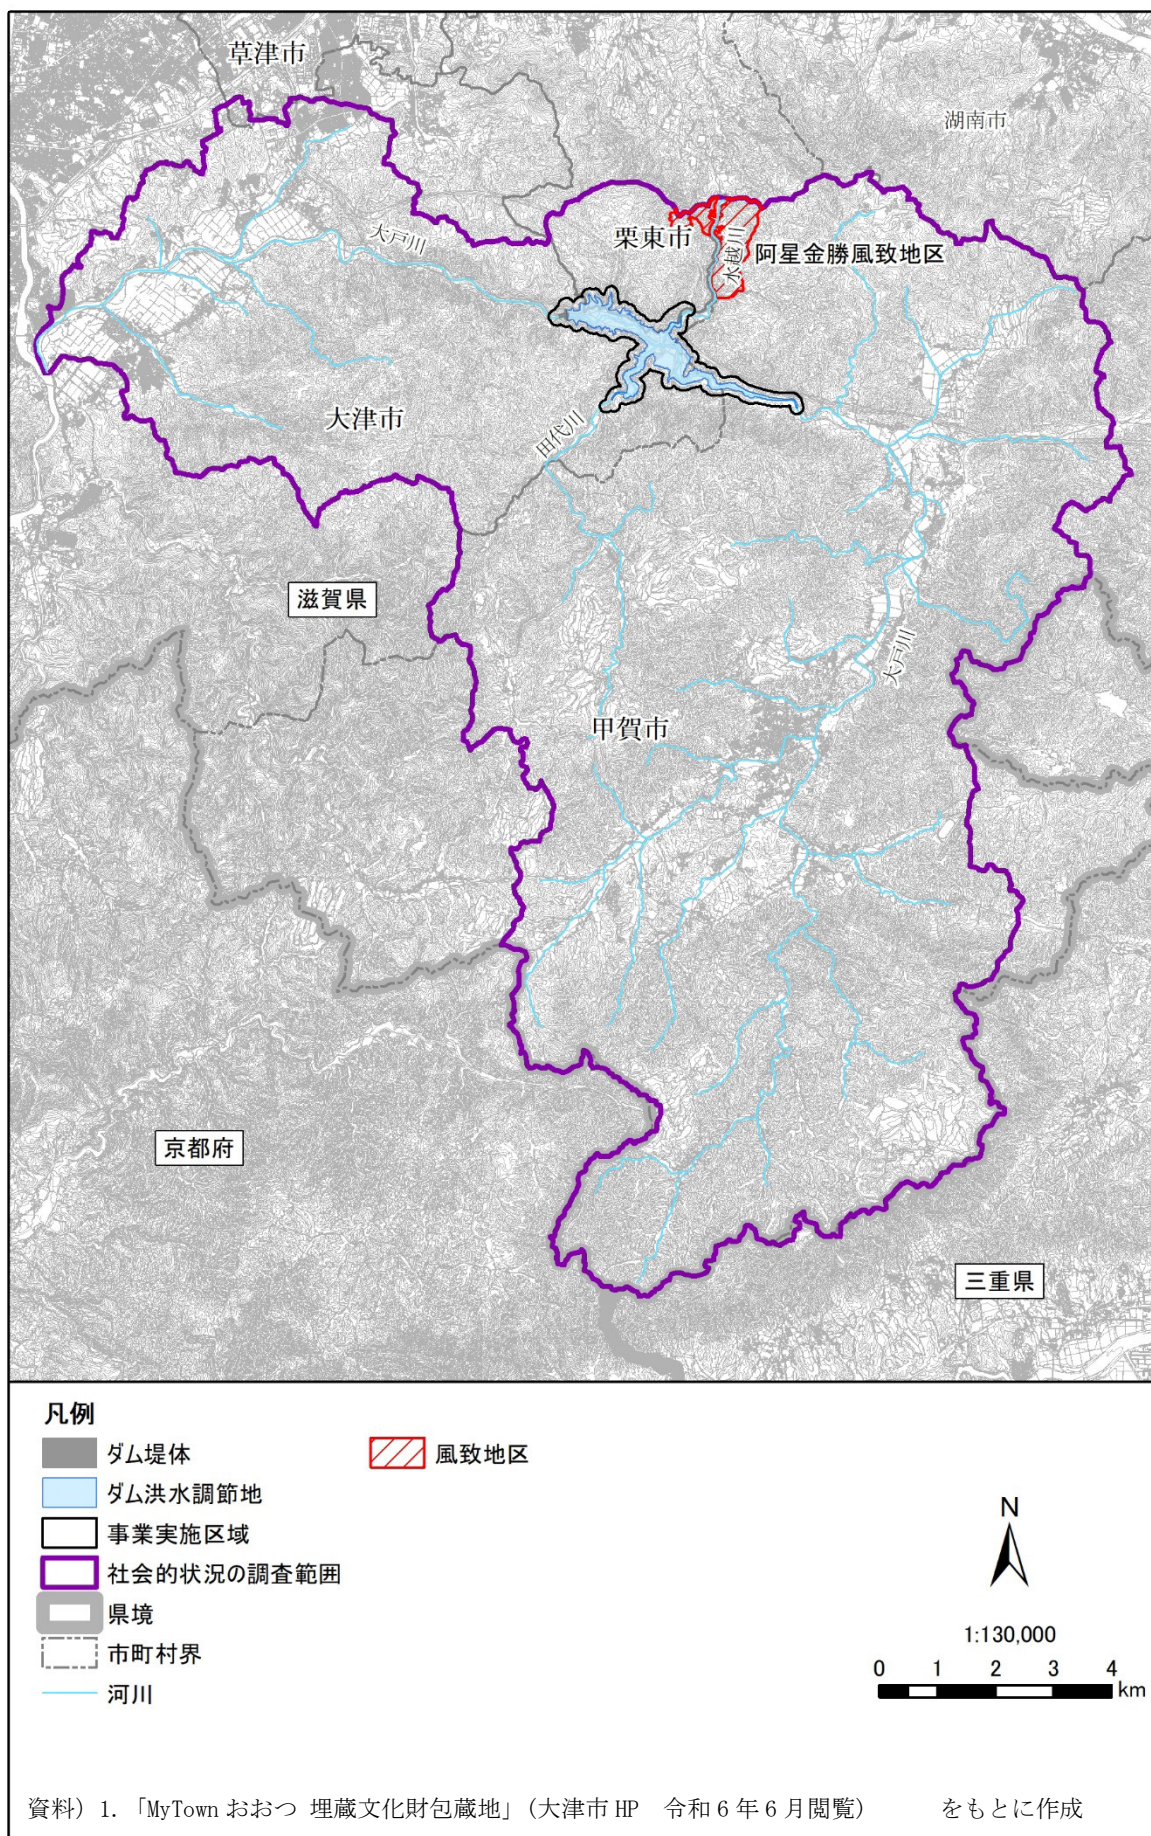 草津市
湖南市
大戸川
栗東市
水越川
阿星金勝風致地区
大津市
田代川
滋賀県
大戸川
甲賀市
京都府
三重県
凡例
ダム堤体
風致地区
ダム洪水調節地
事業実施区域
社会的状況の調査範囲
県境
市町村界
河川
N
1:130,000
0 1 2 3 4
km
資料) 1. 「MyTown おおつ 埋蔵文化財包蔵地」(大津市 HP 令和 6 年 6 月閲覧) をもとに作成